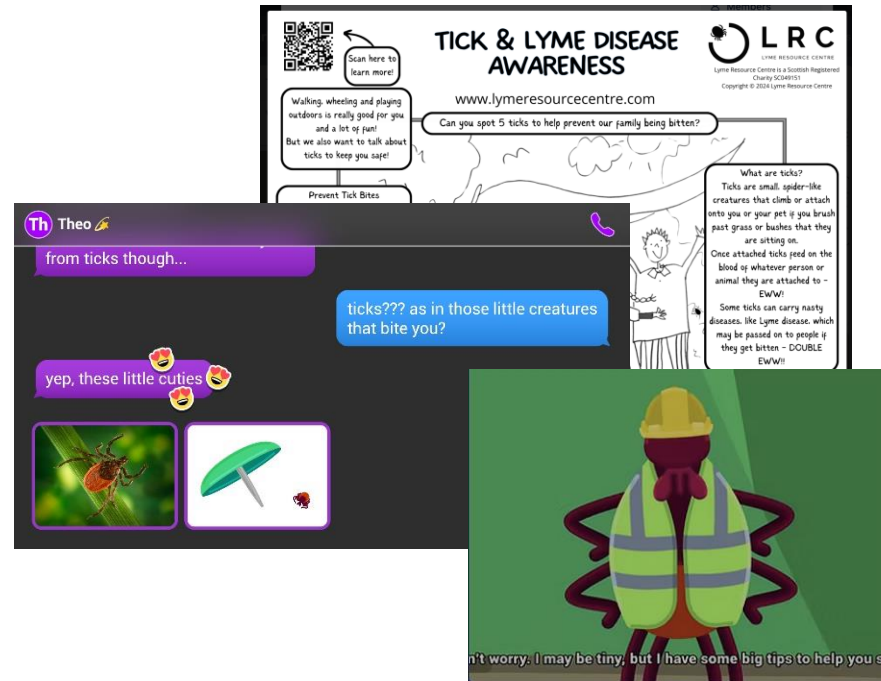 Members
Scan here to
learn more!
TICK & LYME DISEASE
AWARENESS
www.lymeresourcecentre.com
LRC
LYME RESOURCE CENTRE
Lyme Resource Centre is a Scottish Registered
Charity SC049151
Copyright © 2024 Lyme Resource Centre
Walking, wheeling and playing
outdoors is really good for you
and a lot of fun!
But we also want to talk about
ticks to keep you safe!
Can you spot 5 ticks to help prevent our family being bitten?
Prevent Tick Bites
What are ticks?
Ticks are small, spider-like
creatures that climb or attach
onto you or your pet if you brush
past grass or bushes that they
are sitting on.
Once attached ticks feed on the
blood of whatever person or
animal they are attached to -
EWW!
Some ticks can carry nasty
diseases, like Lyme disease, which
may be passed on to people if
they get bitten - DOUBLE
EWW!!
Th Theo
from ticks though...
ticks??? as in those little creatures
that bite you?
yep, these little cuties
n't worry. I may be tiny, but I have some big tips to help you s